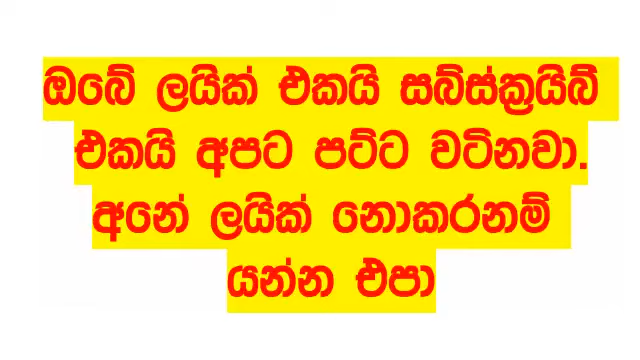 ඔබේ ලයික් එකයි සබ්ස්ක්‍රයිබ්
එකයි අපට පට්ට වටිනවා.
අනේ ලයික් නොකරනම්
යන්න එපා